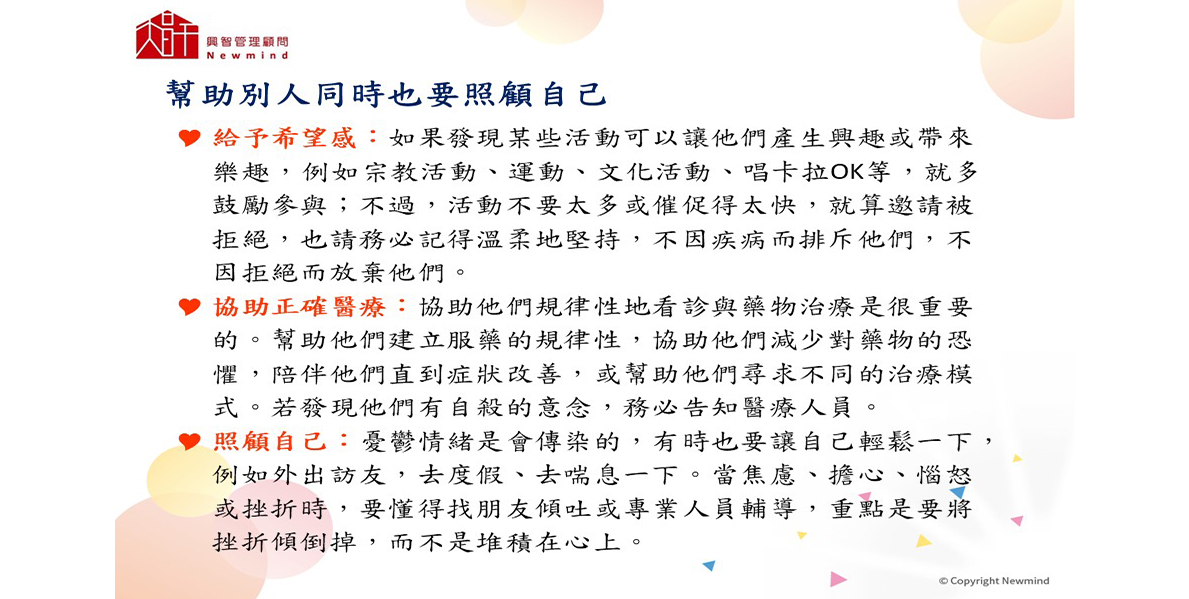 興智管理顧問
Newmind
幫助別人同時也要照顧自己
給予希望感：如果發現某些活動可以讓他們產生興趣或帶來
樂趣，例如宗教活動、運動、文化活動、唱卡拉OK等，就多
鼓勵參與；不過，活動不要太多或催促得太快，就算邀請被
拒絕，也請務必記得溫柔地堅持，不因疾病而排斥他們，不
因拒絕而放棄他們。
協助正確醫療：協助他們規律性地看診與藥物治療是很重要
的。幫助他們建立服藥的規律性，協助他們減少對藥物的恐
懼，陪伴他們直到症狀改善，或幫助他們尋求不同的治療模
式。若發現他們有自殺的意念，務必告知醫療人員。
照顧自己：憂鬱情緒是會傳染的，有時也要讓自己輕鬆一下，
例如外出訪友，去度假、去喘息一下。當焦慮、擔心、惱怒
或挫折時，要懂得找朋友傾吐或專業人員輔導，重點是要將
挫折傾倒掉，而不是堆積在心上。
© Copyright Newmind